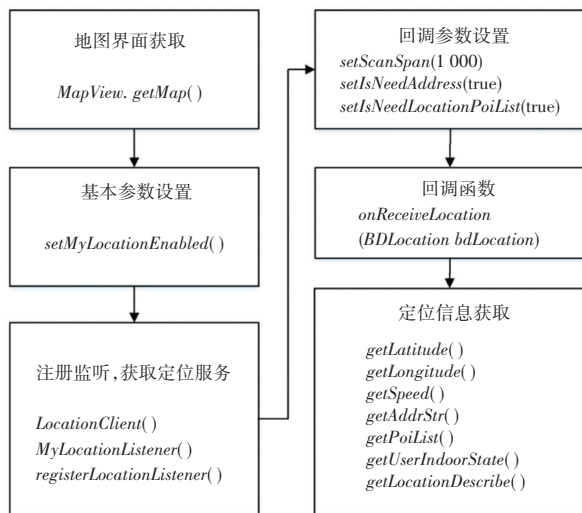 地图界面获取
MapView. getMap( )
基本参数设置
setMyLocationEnabled( )
注册监听,获取定位服务
LocationClient( )
MyLocationListener( )
registerLocationListener( )
回调参数设置
setScanSpan(1 000)
setIsNeedAddress(true)
setIsNeedLocationPoiList(true)
回调函数
onReceiveLocation
(BDLocation bdLocation)
定位信息获取
getLatitude( )
getLongitude( )
getSpeed( )
getAddrStr( )
getPoiList( )
getUserIndoorState( )
getLocationDescribe( )